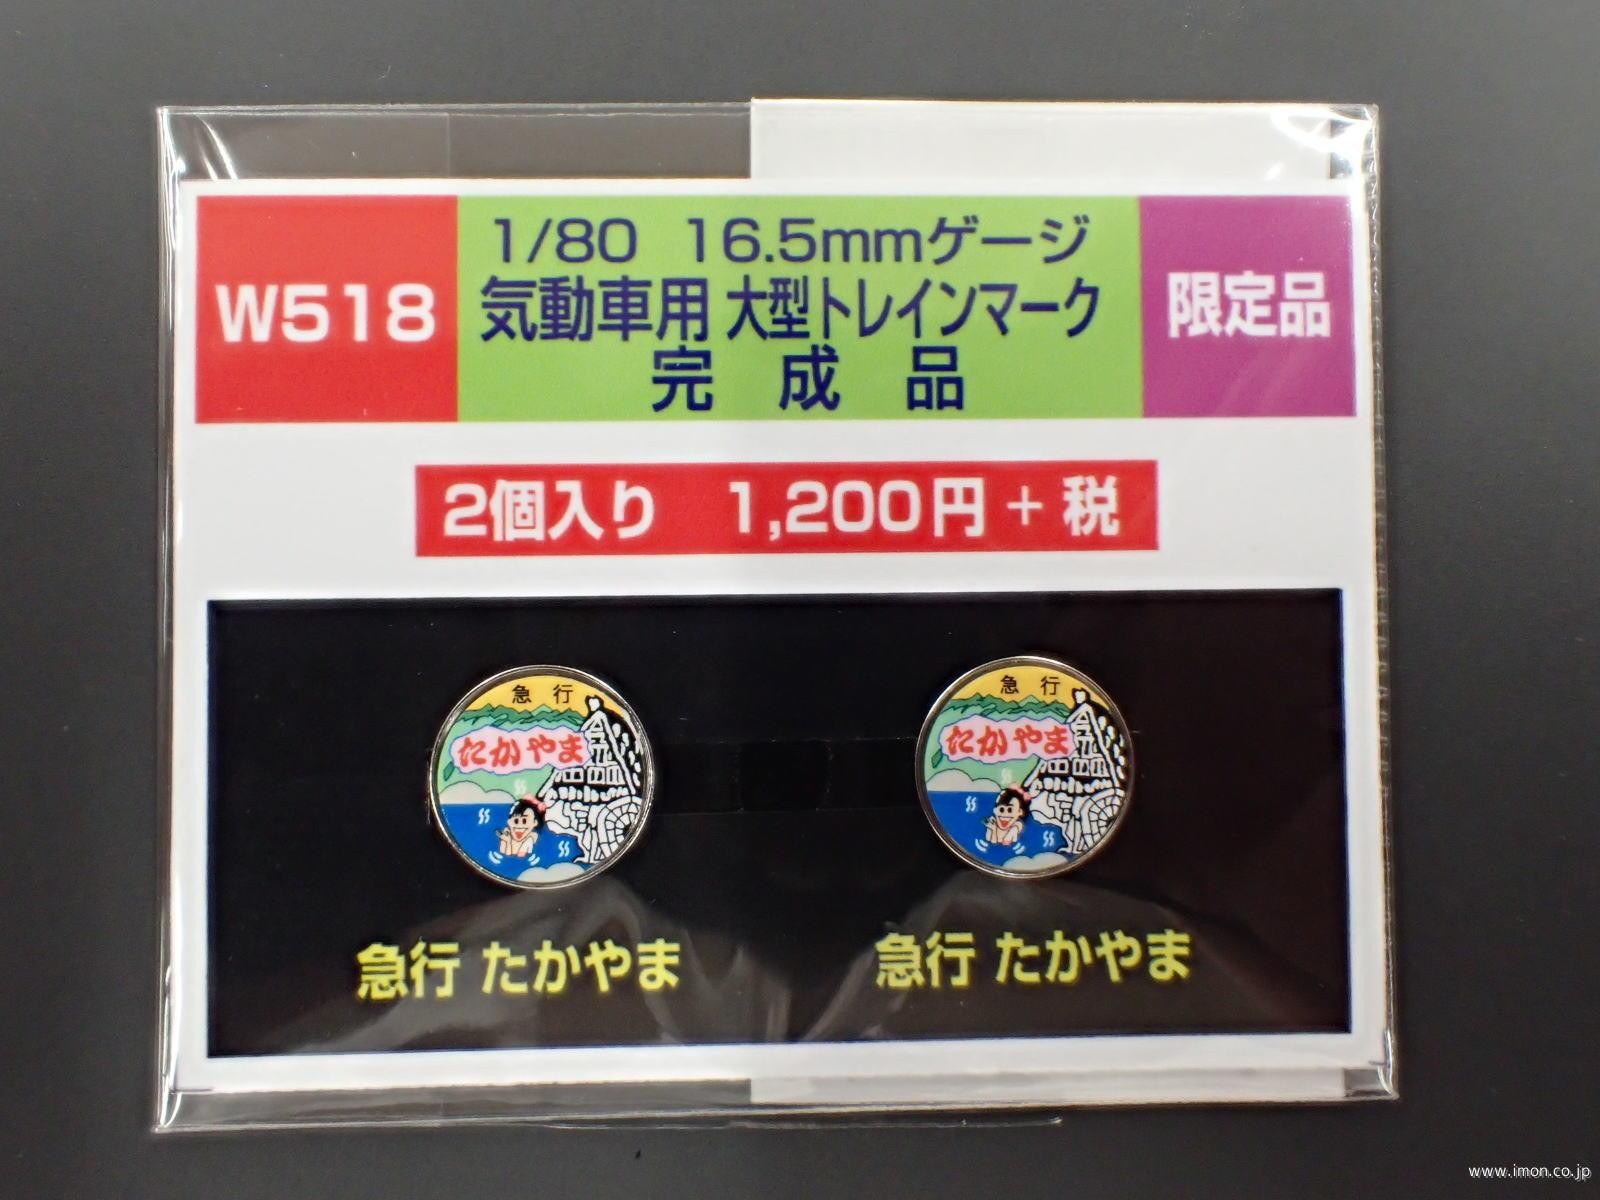 W518
1/80 16.5mmゲージ
気動車用 大型トレインマーク
完 成 品
限定品
2個入り 1,200円 + 税
急 行
たかやま
急 行
たかやま
急行 たかやま
急行 たかやま
www.imon.co.jp